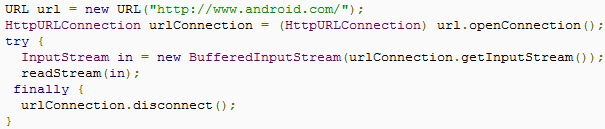 URL url = new URL("http://www.android.com/");
HttpURLConnection urlConnection = (HttpURLConnection) url.openConnection();
try {
  InputStream in = new BufferedInputStream(urlConnection.getInputStream());
  readStream(in);
 finally {
  urlConnection.disconnect();
}